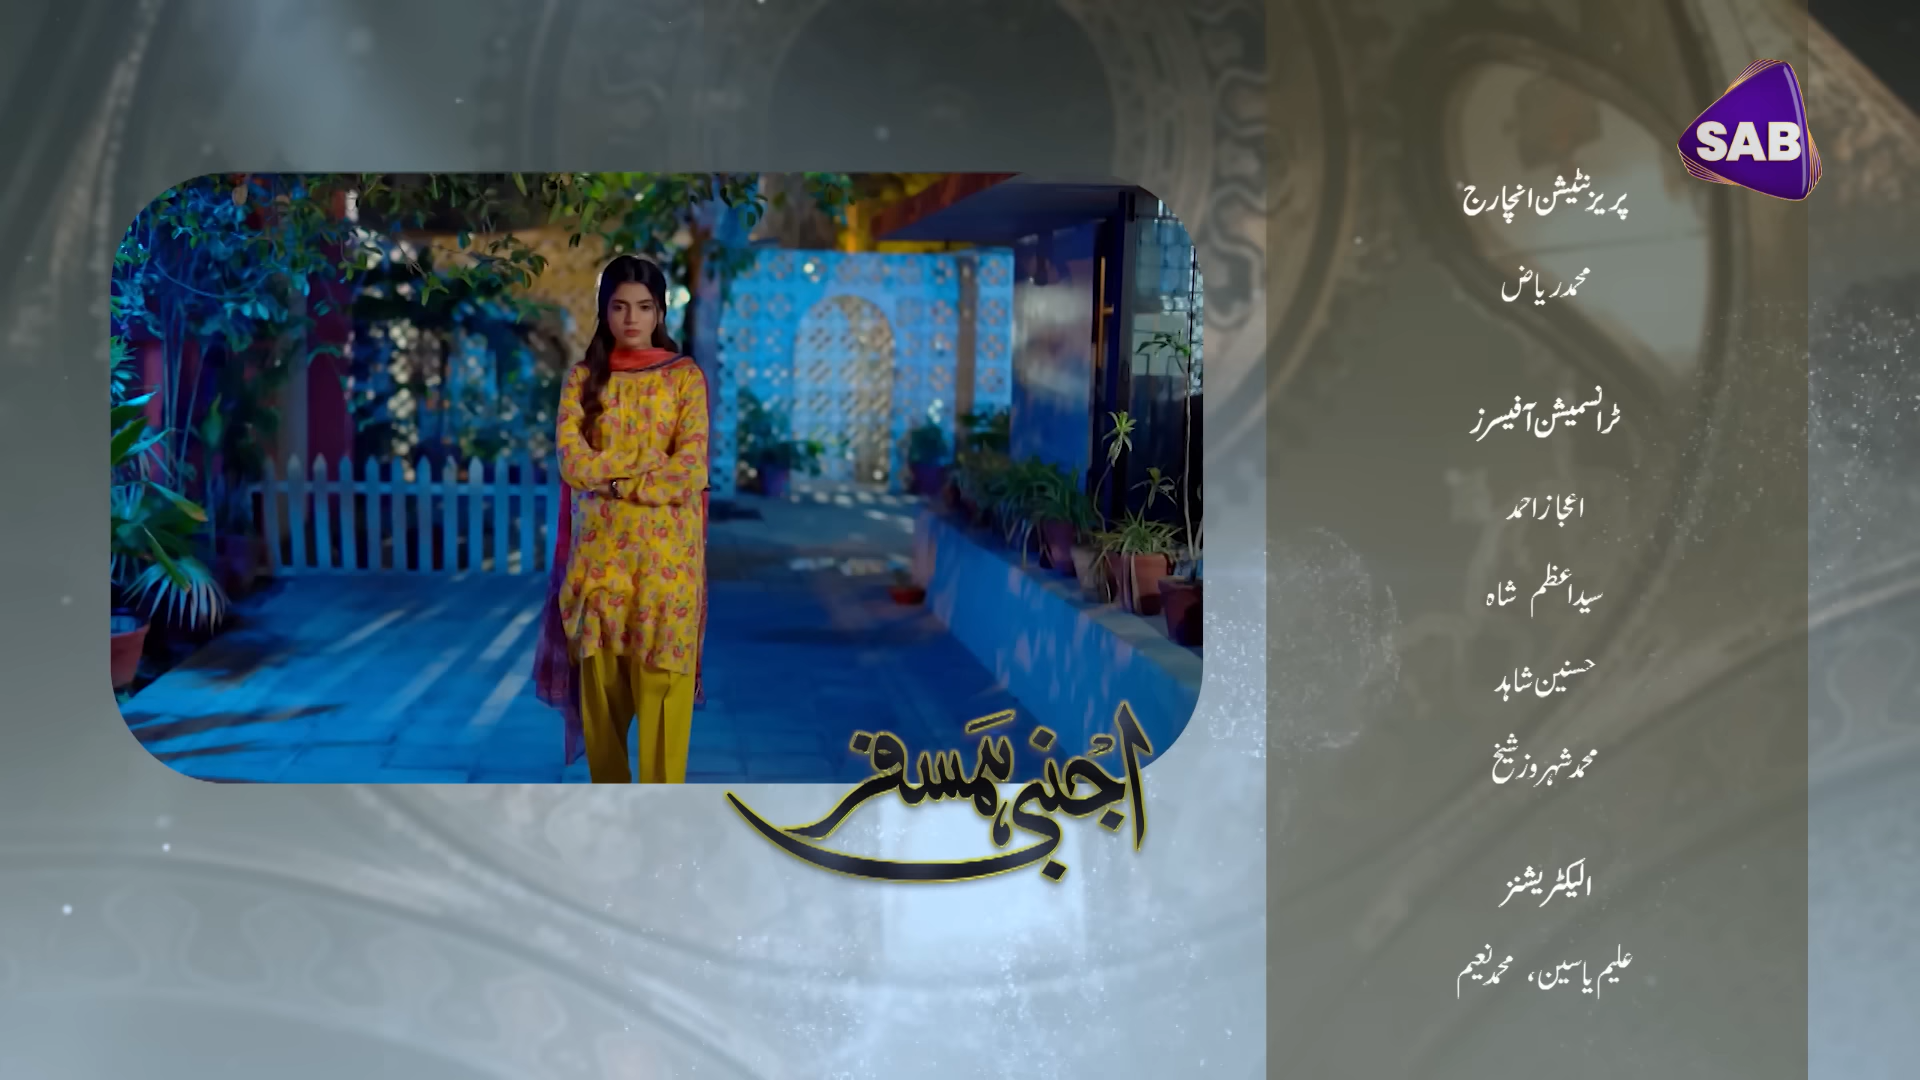 SAB
پریزنٹیشن انچارج
محمد ریاض
ٹرانسمیشن آفیسرز
اعجاز احمد
سید اعظم شاہ
حسنین شاہد
محمد شہروز شیخ
الیکٹریشنز
علیم یاسین، محمد نعیم
اجنبی ہمسفر